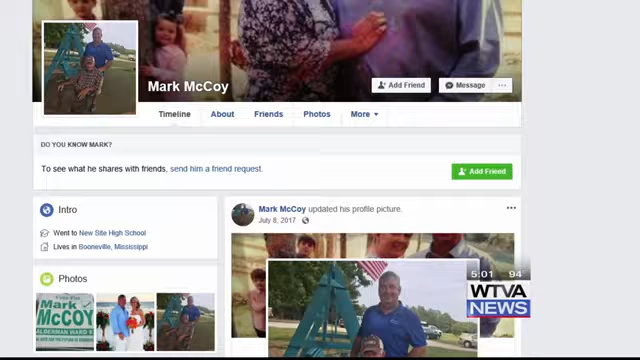 Mark McCoy
Add Friend
Message
Timeline
About
Friends
Photos
More
DO YOU KNOW MARK?
To see what he shares with friends, send him a friend request.
Add Friend
Intro
Went to New Site High School
Lives in Booneville, Mississippi
Photos
Mark McCoy updated his profile picture.
July 8, 2017
Mark
McCOY
ALDERMAN WARD
5:01 94
WTVA
NEWS